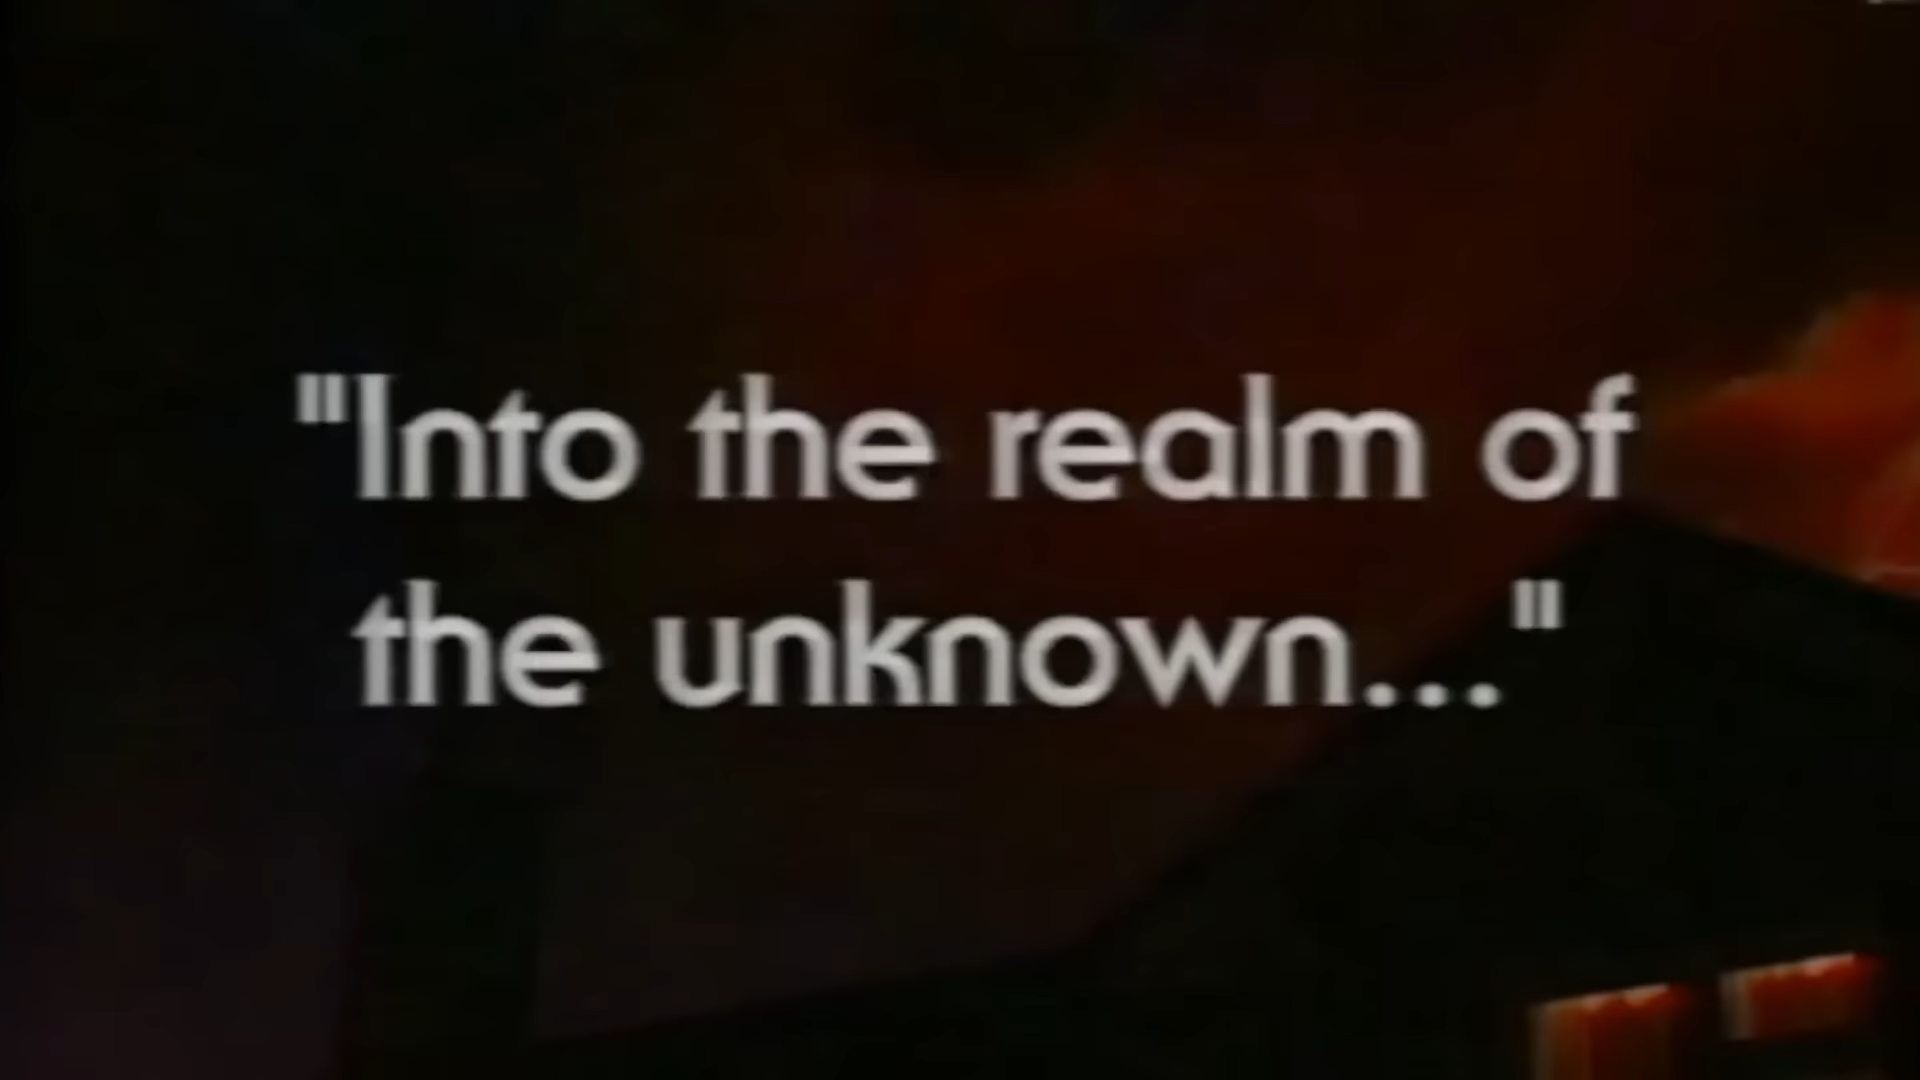 "Into the realm of
the unknown..."